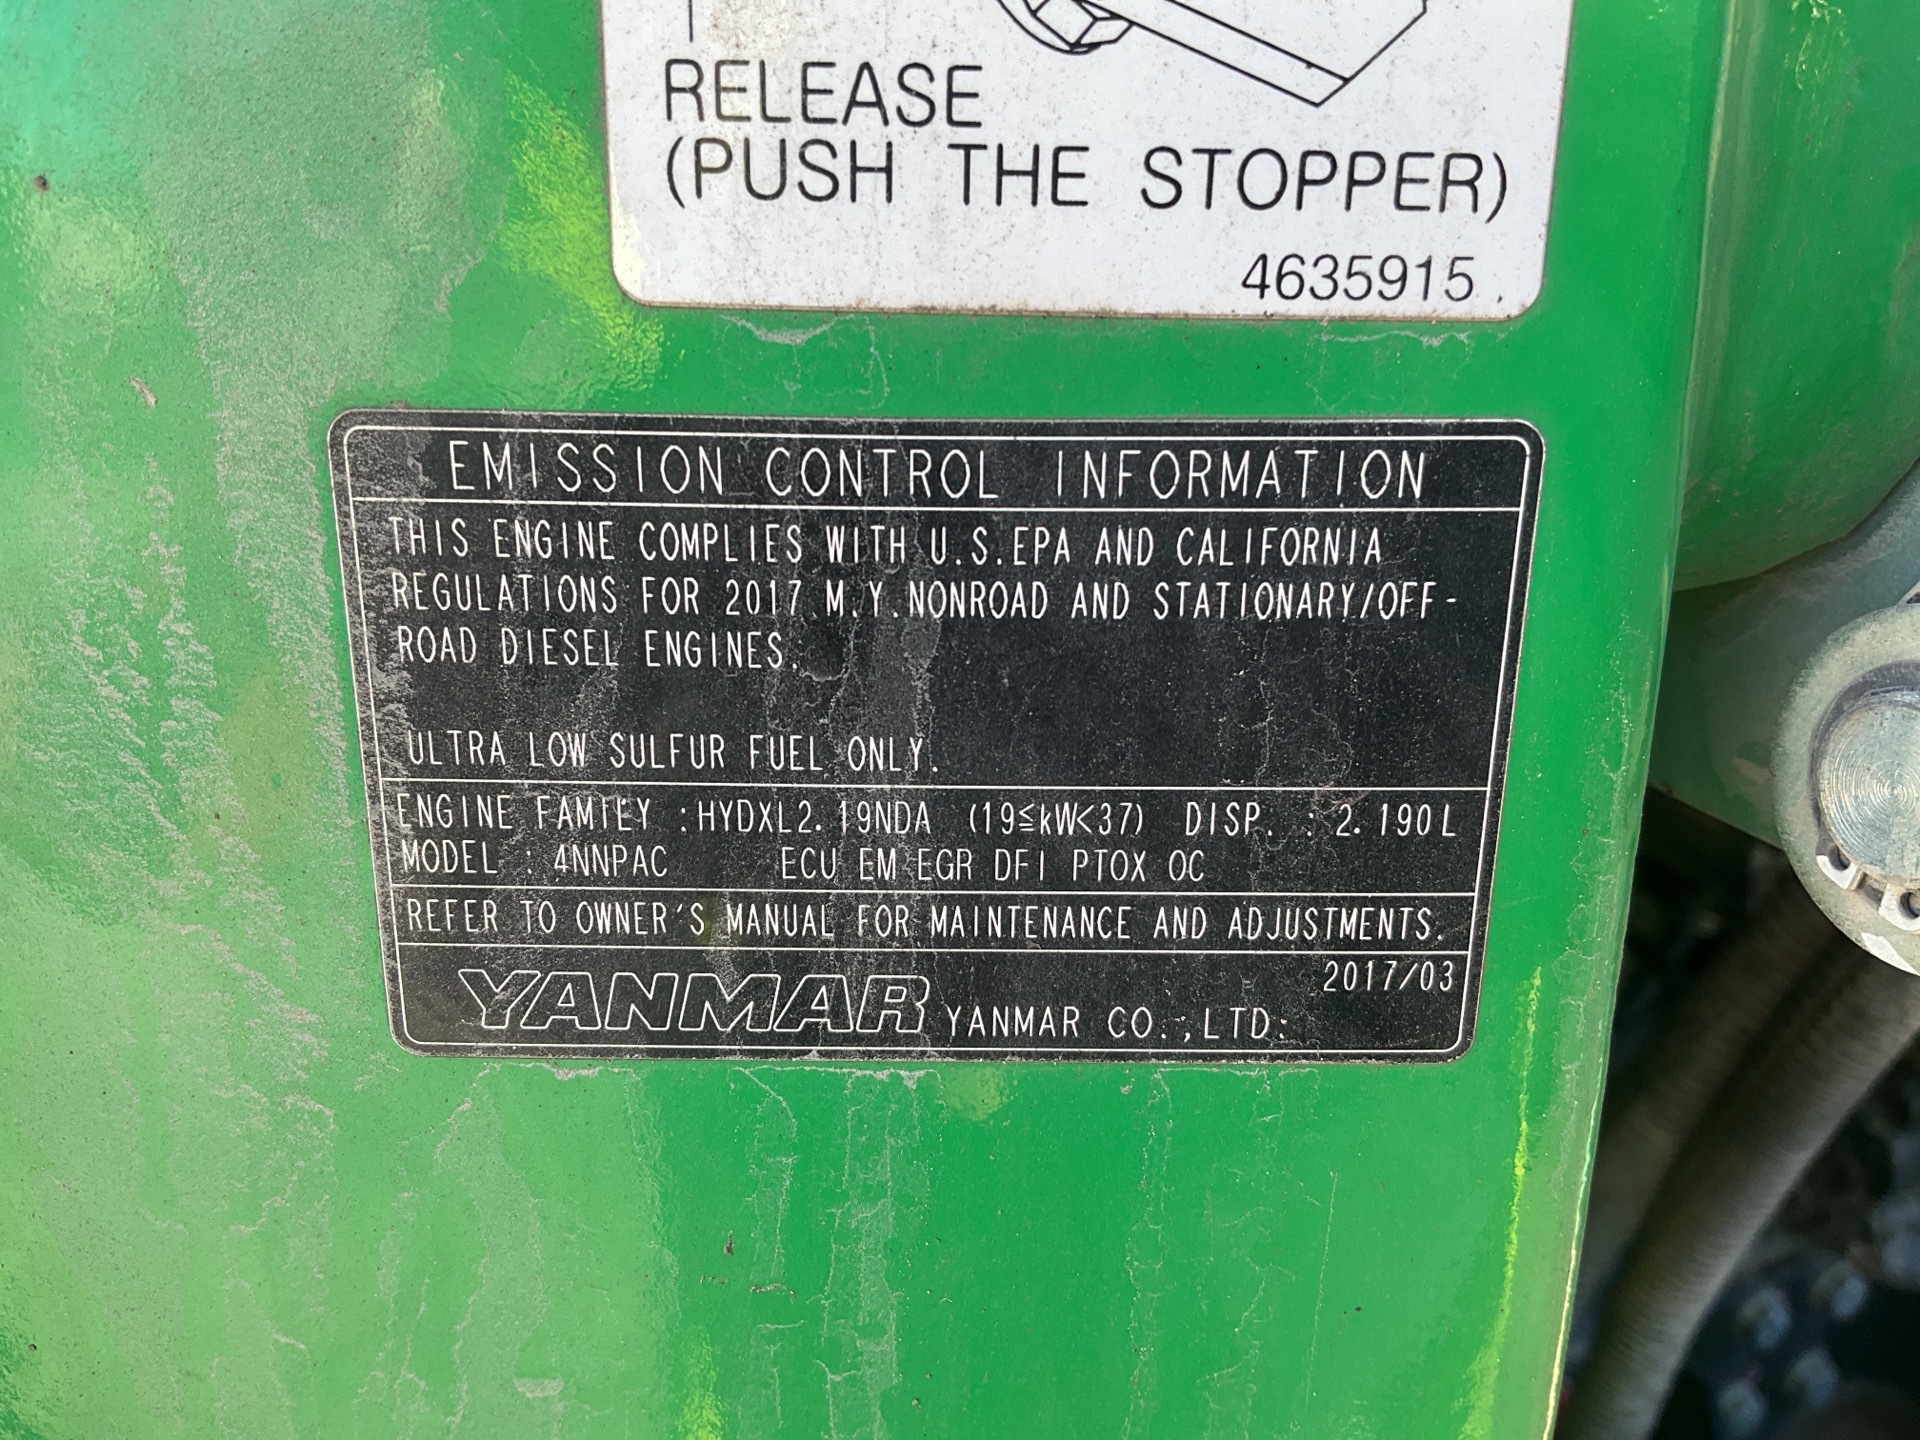 RELEASE
(PUSH THE STOPPER)
4635915
EMISSION CONTROL INFORMATION
THIS ENGINE COMPLIES WITH U.S.EPA AND CALIFORNIA
REGULATIONS FOR 2017 M.Y.NONROAD AND STATIONARY/OFF-
ROAD DIESEL ENGINES.
ULTRA LOW SULFUR FUEL ONLY.
ENGINE FAMILY :HYDXL2.19NDA (19≦kW<37) DISP. : 2.190L
MODEL : 4NNPAC ECU EM EGR DFI PTOX OC
REFER TO OWNER'S MANUAL FOR MAINTENANCE AND ADJUSTMENTS.
2017/03
YANMAR YANMAR CO.,LTD.